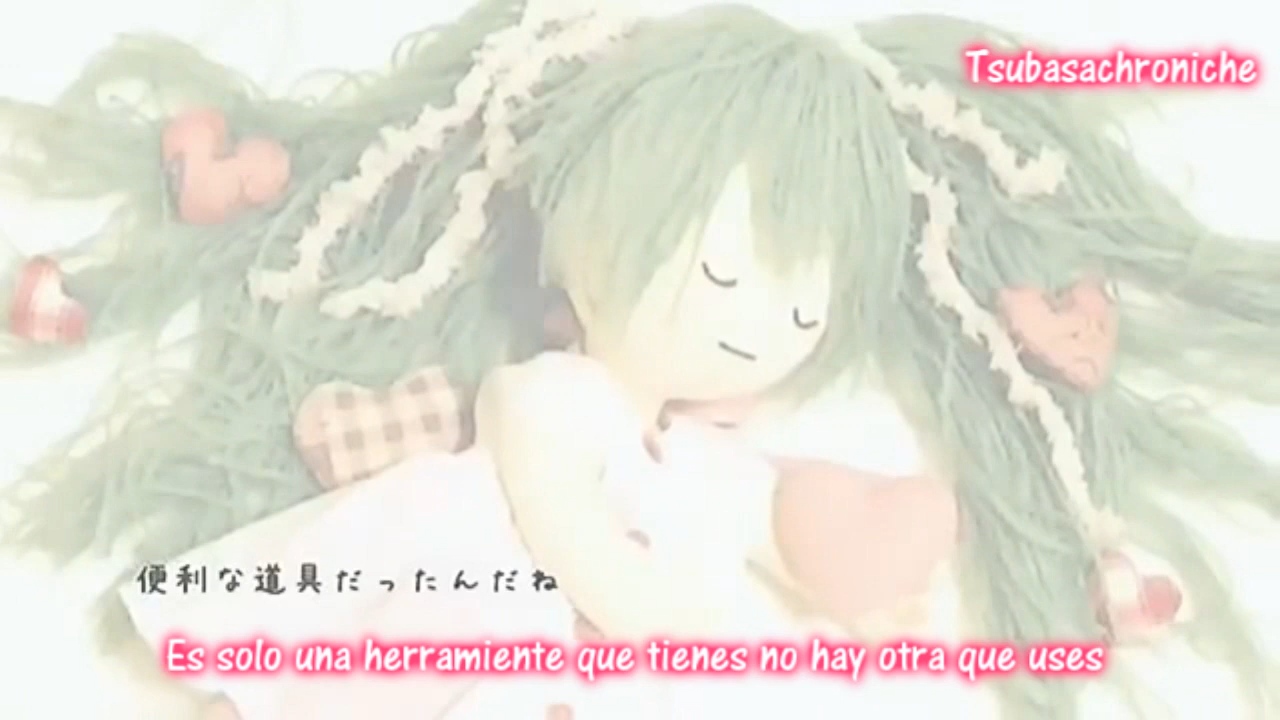 Tsubasachroniche
便利な道具だったんだね
Es solo una herramiente que tienes no hay otra que uses